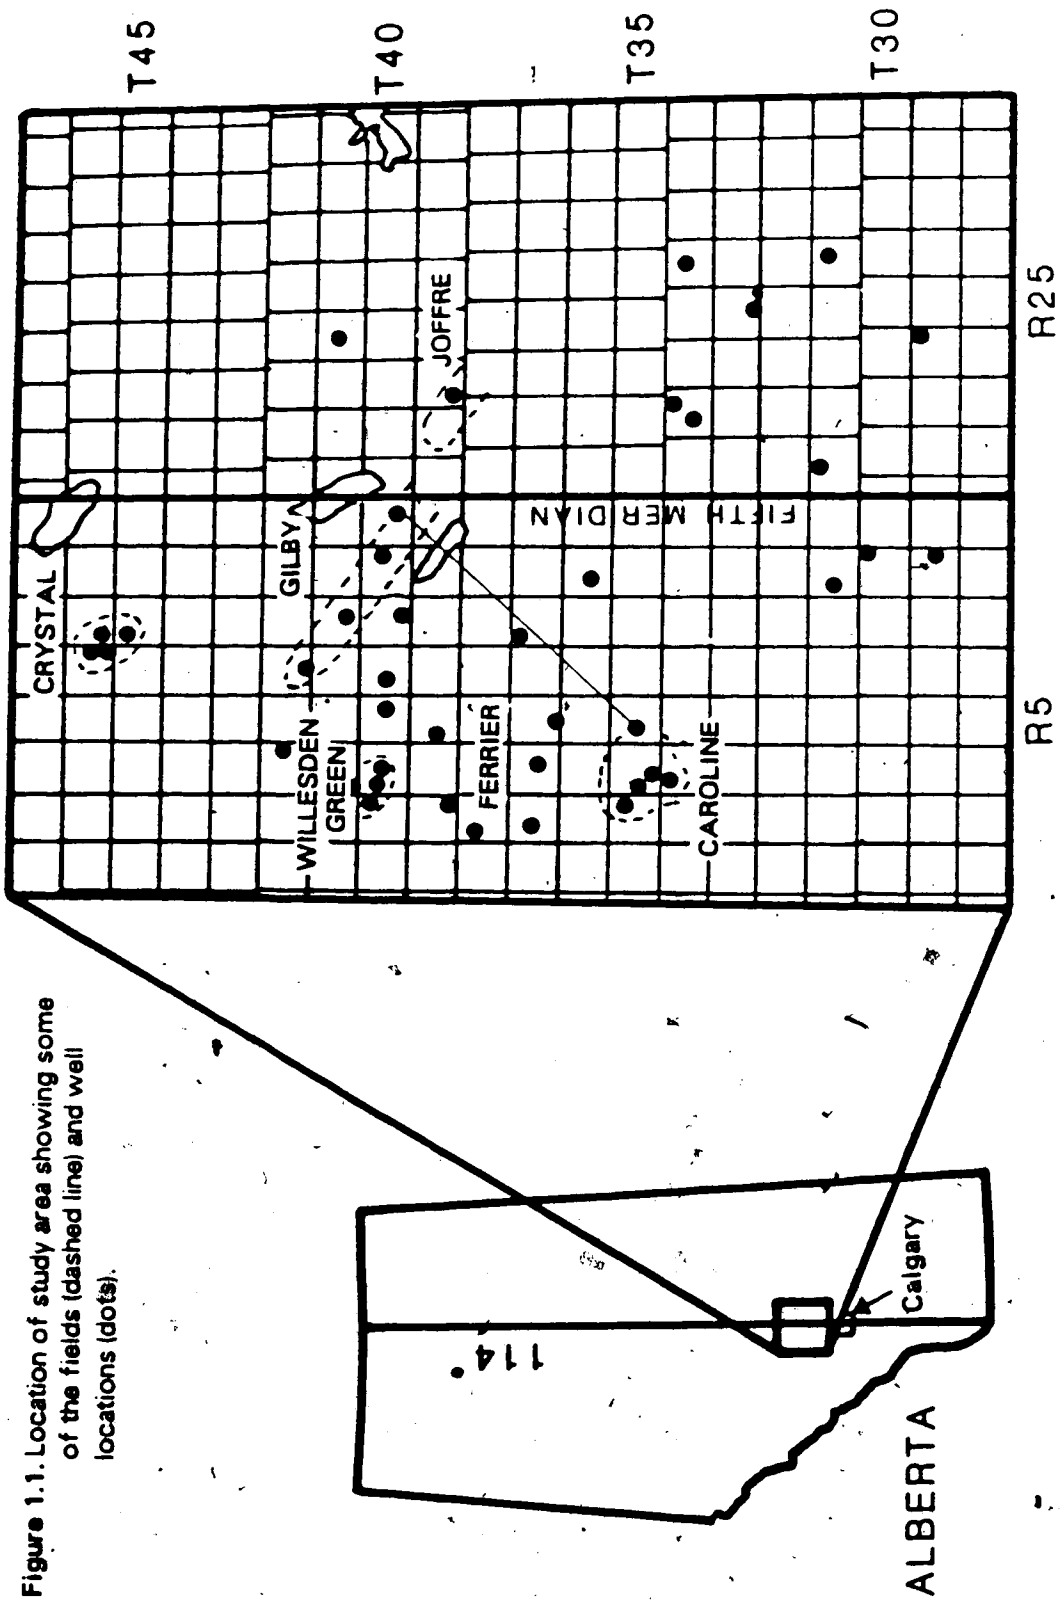 Figure 1.1. Location of study area showing some
of the fields (dashed line) and well
locations (dots).
ALBERTA
114
Calgary
CRYSTAL
GILBY
WILLESDEN
GREEN
JOFFRE
FERRIER
CAROLINE
FIFTH MERIDIAN
T45
T40
T35
T30
R5
R25